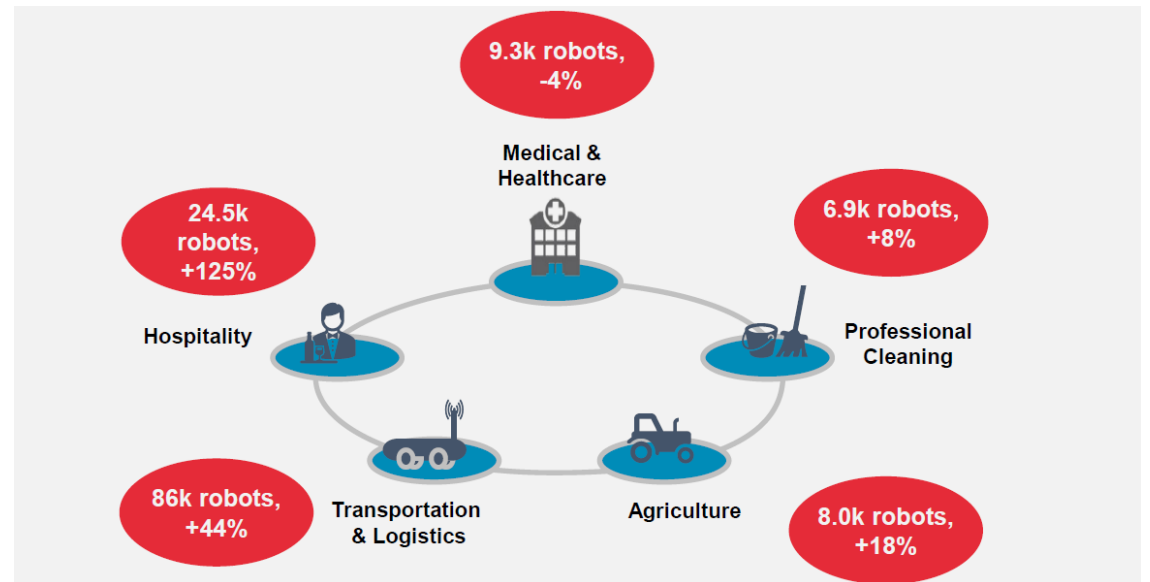 9.3k robots,
-4%
Medical &
Healthcare
24.5k
robots,
+125%
Hospitality
6.9k robots,
+8%
Professional
Cleaning
86k robots,
+44%
Transportation
& Logistics
Agriculture
8.0k robots,
+18%